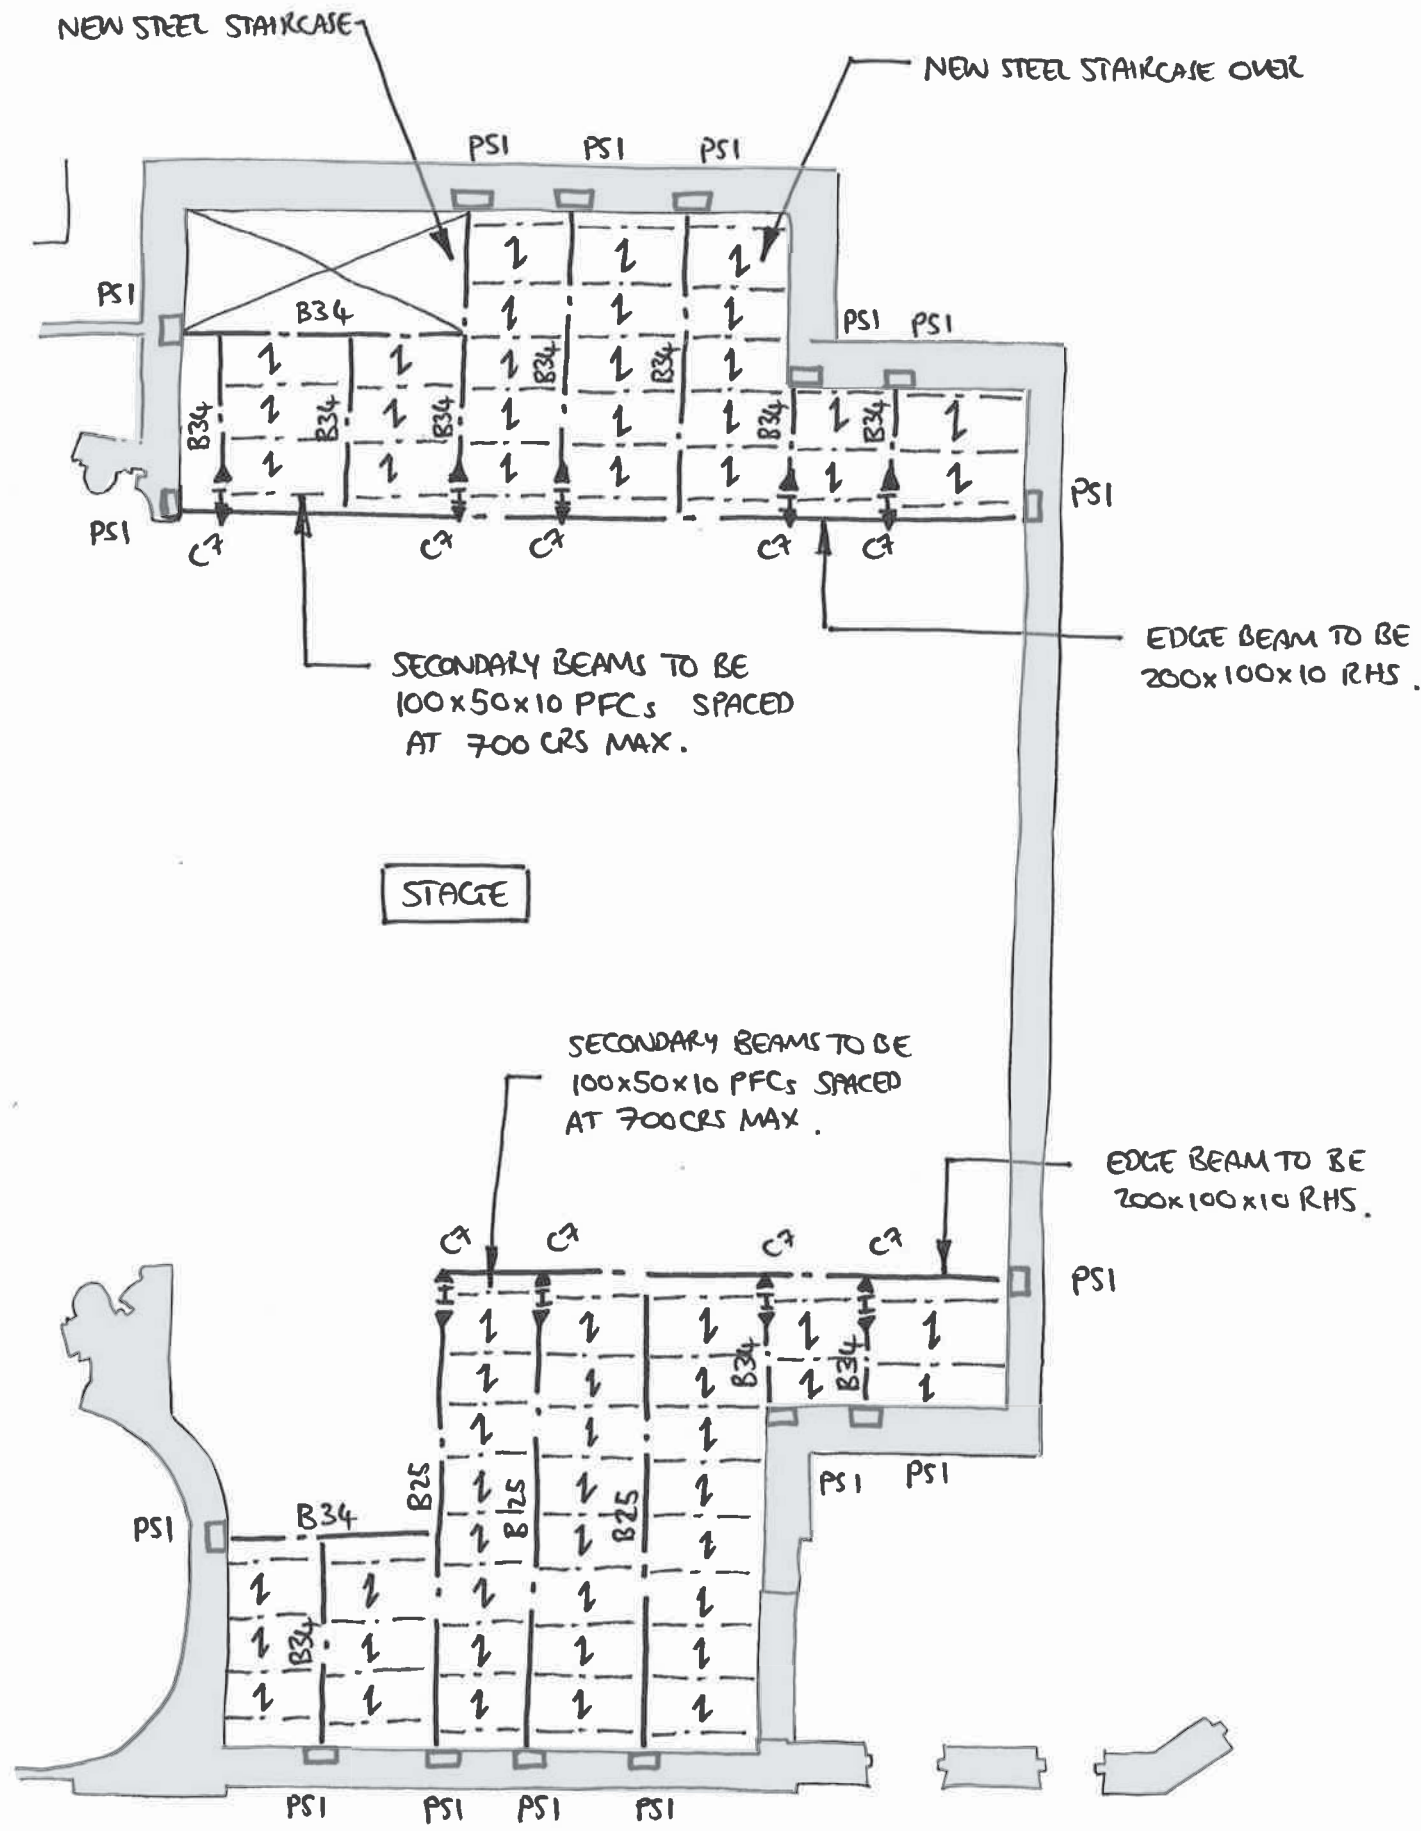 NEW STEEL STAIRCASE
NEW STEEL STAIRCASE OVER
PS1 PS1 PS1
PS1
B34
PS1 PS1
B34 B34
B34 B34 B34 B34 B34
PS1
PS1
C7 C7 C7 C7 C7
EDGE BEAM TO BE
200x100x10 RHS.
SECONDARY BEAMS TO BE
100x50x10 PFCs SPACED
AT 700 CRS MAX.
STAGE
SECONDARY BEAMS TO BE
100x50x10 PFCs SPACED
AT 700 CRS MAX.
EDGE BEAM TO BE
200x100x10 RHS.
C7 C7 C7 C7
PS1
B34 B34
B25 B25 B25
PS1 PS1
PS1
B34
B34
PS1 PS1 PS1 PS1